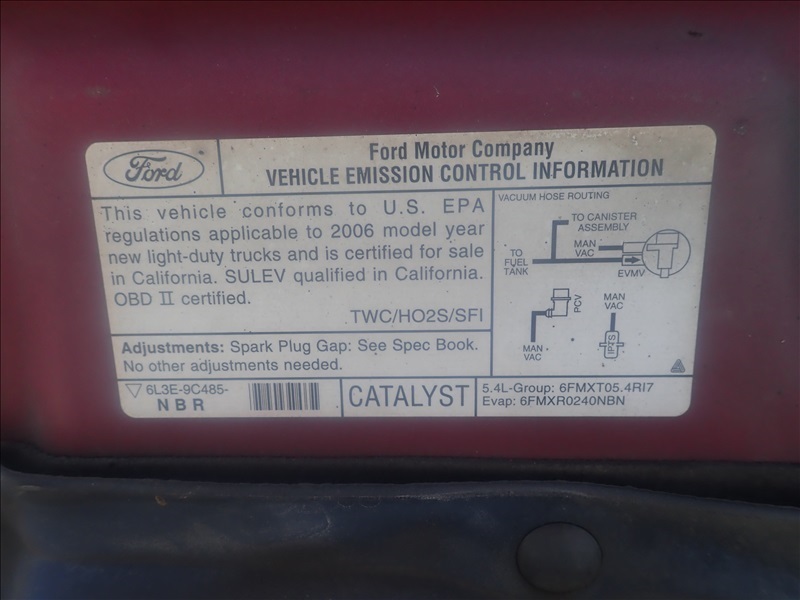 Ford
Ford Motor Company
VEHICLE EMISSION CONTROL INFORMATION
This vehicle conforms to U.S. EPA
regulations applicable to 2006 model year
new light-duty trucks and is certified for sale
in California. SULEV qualified in California.
OBD II certified.
TWC/HO2S/SFI
Adjustments: Spark Plug Gap: See Spec Book.
No other adjustments needed.
6L3E-9C485-
NBR
CATALYST
VACUUM HOSE ROUTING
TO CANISTER
ASSEMBLY
MAN
VAC
TO
FUEL
TANK
EVMV
PCV
MAN
VAC
MAN
VAC
IPTS
5.4L-Group: 6FMXT05.4RI7
Evap: 6FMXR0240NBN